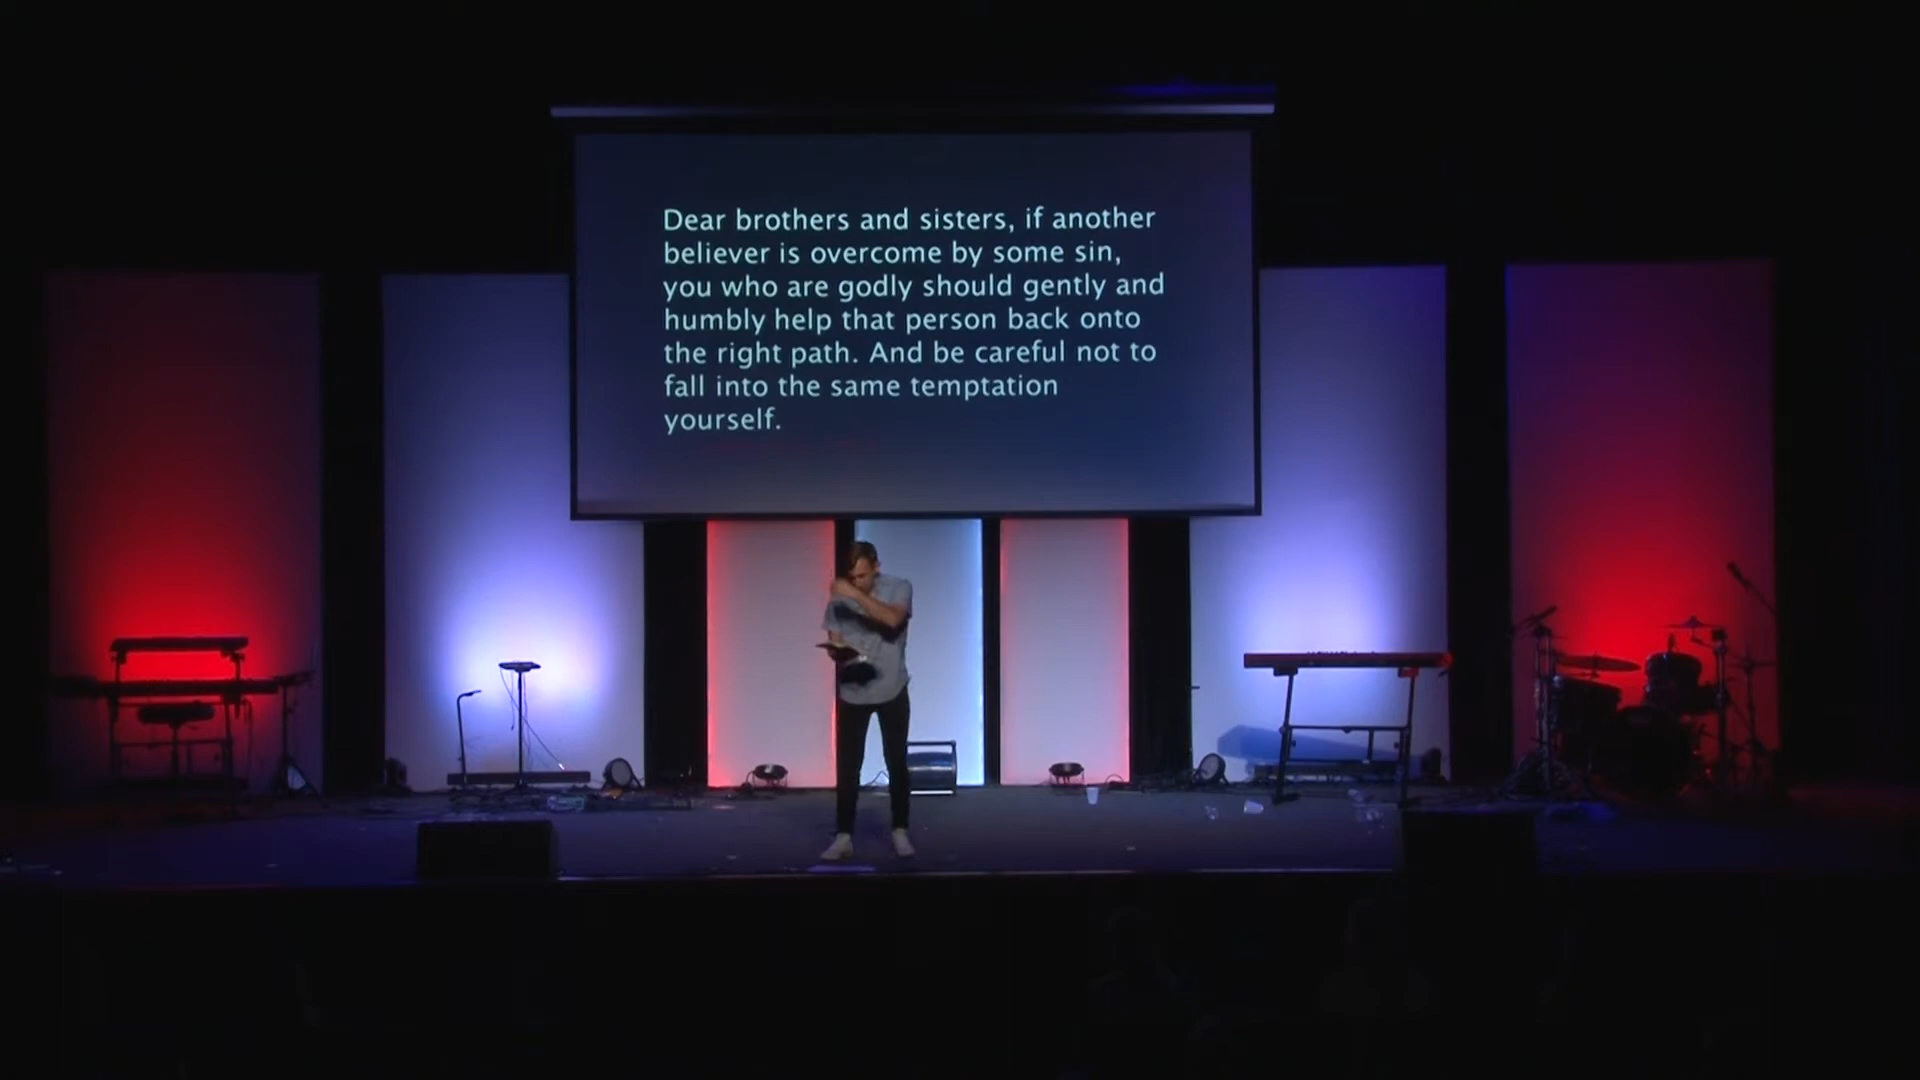 Dear brothers and sisters, if another
believer is overcome by some sin,
you who are godly should gently and
humbly help that person back onto
the right path. And be careful not to
fall into the same temptation
yourself.